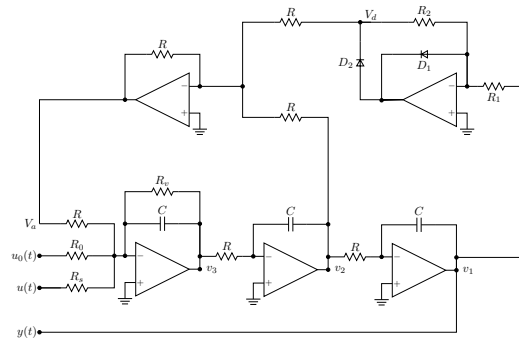 R V_d R_2
R D_2 D_1
− −
+ + R_1
R
R_v
V_a R C C C
u_0(t) R_0 − R − R −
u(t) R_s + v_3 + v_2 + v_1
y(t)